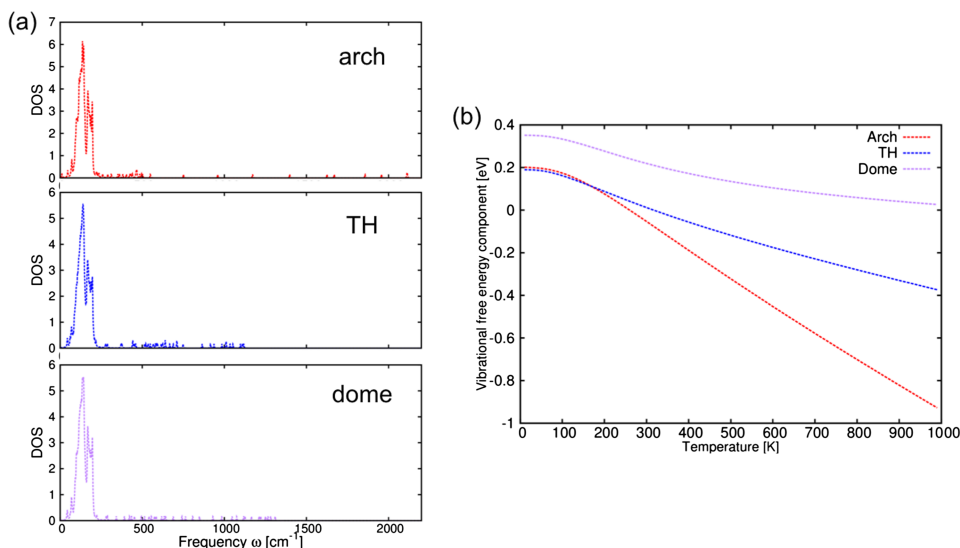 (a)
7
6
5
4
3
2
1
0
DOS
arch
6
5
4
3
2
1
0
DOS
TH
6
5
4
3
2
1
0
DOS
dome
0 500 1000 1500 2000
Frequency ω [cm⁻¹]
(b)
0.4
0.2
0
-0.2
-0.4
-0.6
-0.8
-1
Vibrational free energy component [eV]
Arch
TH
Dome
0 100 200 300 400 500 600 700 800 900 1000
Temperature [K]